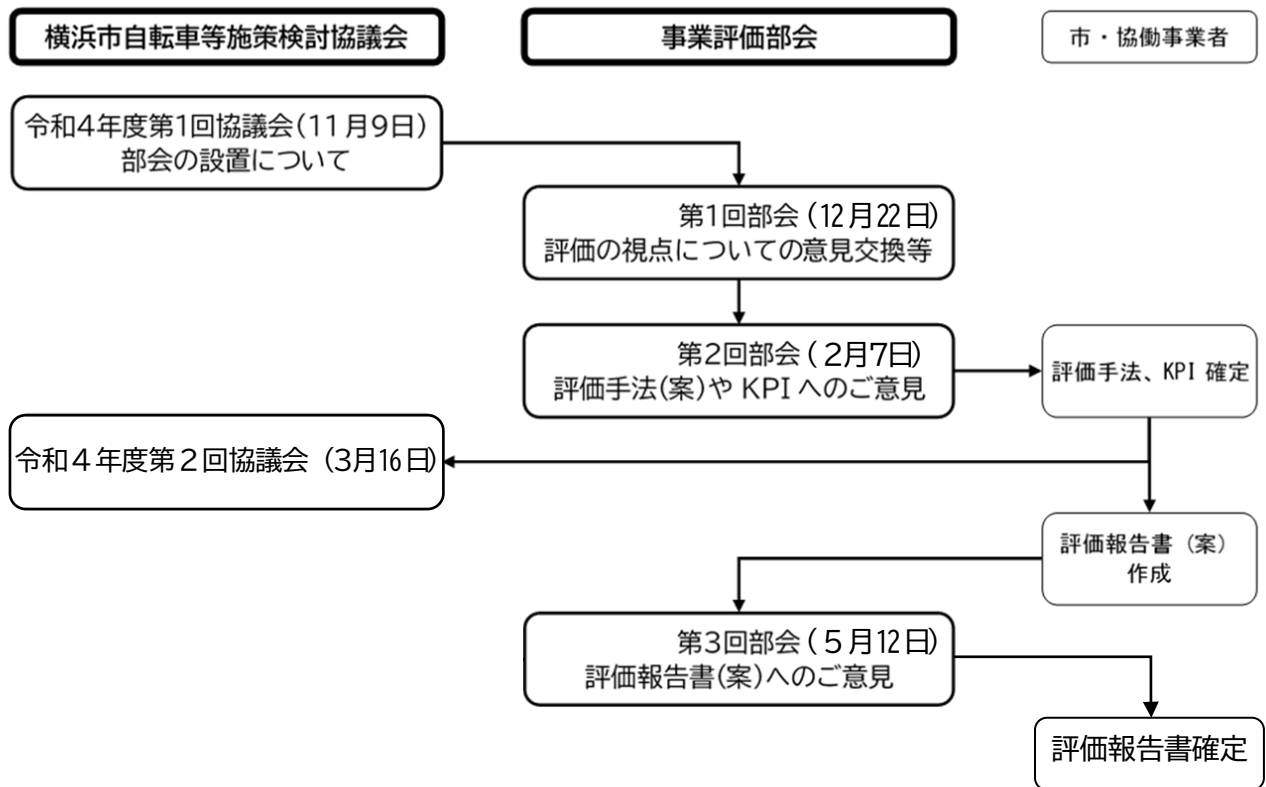 横浜市自転車等施策検討協議会
事業評価部会
市・協働事業者
令和4年度第1回協議会(11月9日)
部会の設置について
第1回部会(12月22日)
評価の視点についての意見交換等
第2回部会(2月7日)
評価手法(案)や KPI へのご意見
評価手法、KPI 確定
令和4年度第2回協議会(3月16日)
評価報告書(案)
作成
第3回部会(5月12日)
評価報告書(案)へのご意見
評価報告書確定